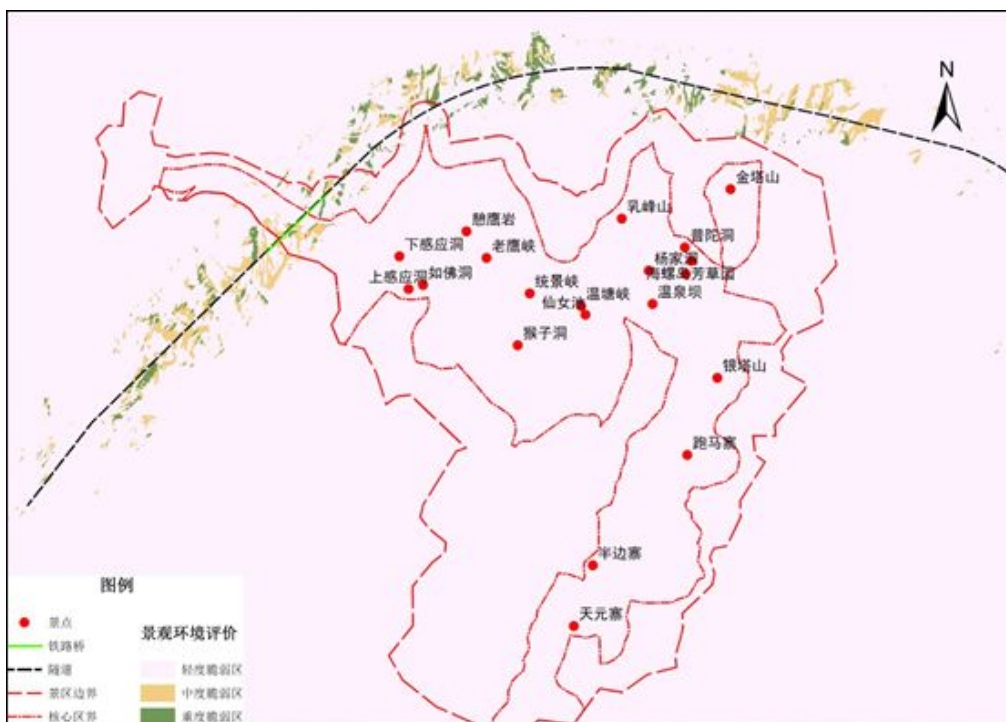 N
金塔山
乳峰山
憩鹰岩
普陀洞
下感应洞
老鹰峡
杨家洞
海螺岛
芳草园
上感应洞
如佛洞
统景峡
温塘峡
仙女池
温泉坝
猴子洞
银塔山
跑马寨
半边寨
天元寨
图例
景点
铁路桥
隧道
景区边界
核心区界
景观环境评价
轻度脆弱区
中度脆弱区
重度脆弱区